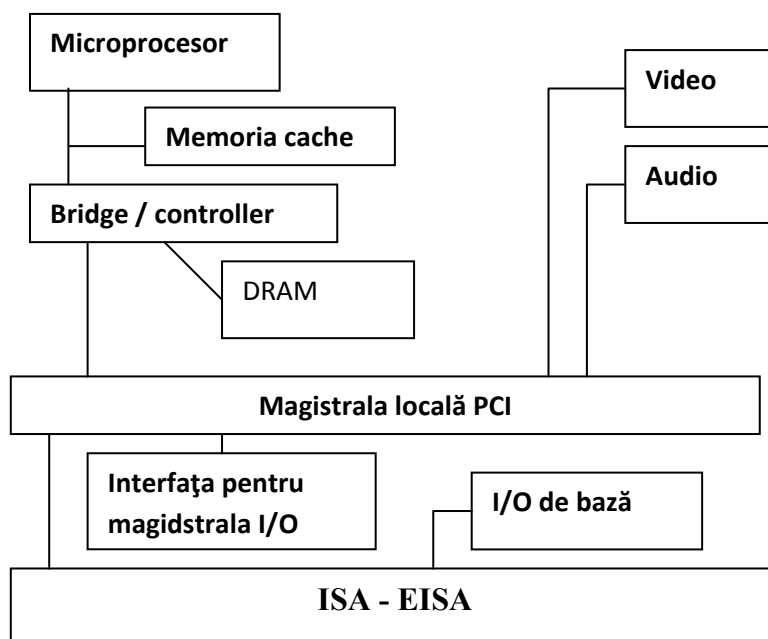 Microprocesor
Video
Memoria cache
Audio
Bridge / controller
DRAM
Magistrala locală PCI
Interfaţa pentru
magidstrala I/O
I/O de bază
ISA - EISA